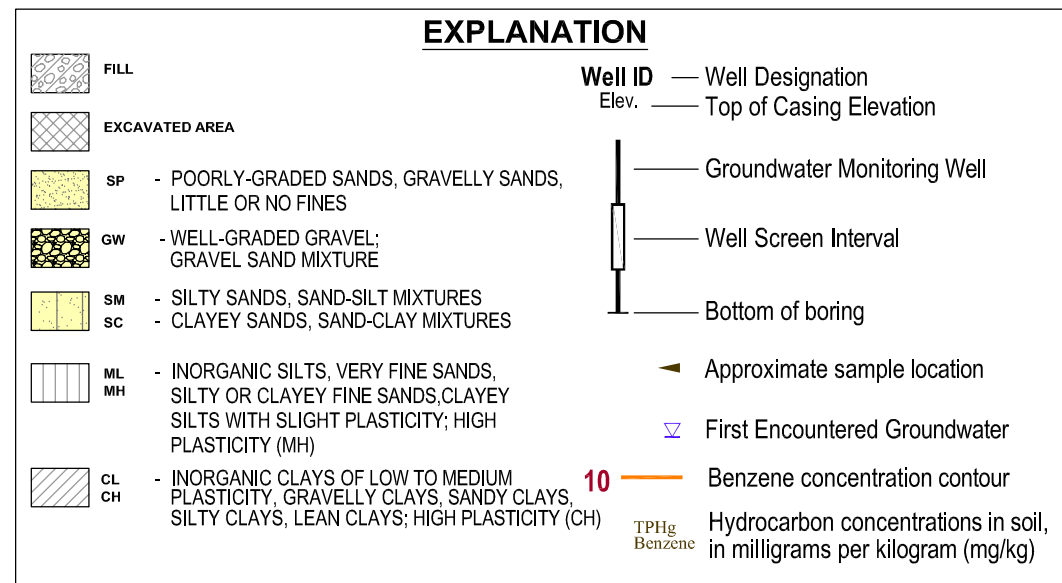 EXPLANATION
FILL
EXCAVATED AREA
SP - POORLY-GRADED SANDS, GRAVELLY SANDS,
LITTLE OR NO FINES
GW - WELL-GRADED GRAVEL;
GRAVEL SAND MIXTURE
SM - SILTY SANDS, SAND-SILT MIXTURES
SC - CLAYEY SANDS, SAND-CLAY MIXTURES
ML - INORGANIC SILTS, VERY FINE SANDS,
MH
SILTY OR CLAYEY FINE SANDS,CLAYEY
SILTS WITH SLIGHT PLASTICITY; HIGH
PLASTICITY (MH)
CL - INORGANIC CLAYS OF LOW TO MEDIUM
CH PLASTICITY, GRAVELLY CLAYS, SANDY CLAYS,
SILTY CLAYS, LEAN CLAYS; HIGH PLASTICITY (CH)
Well ID Well Designation
Elev. Top of Casing Elevation
Groundwater Monitoring Well
Well Screen Interval
Bottom of boring
Approximate sample location
First Encountered Groundwater
10 Benzene concentration contour
TPHg Hydrocarbon concentrations in soil,
Benzene in milligrams per kilogram (mg/kg)